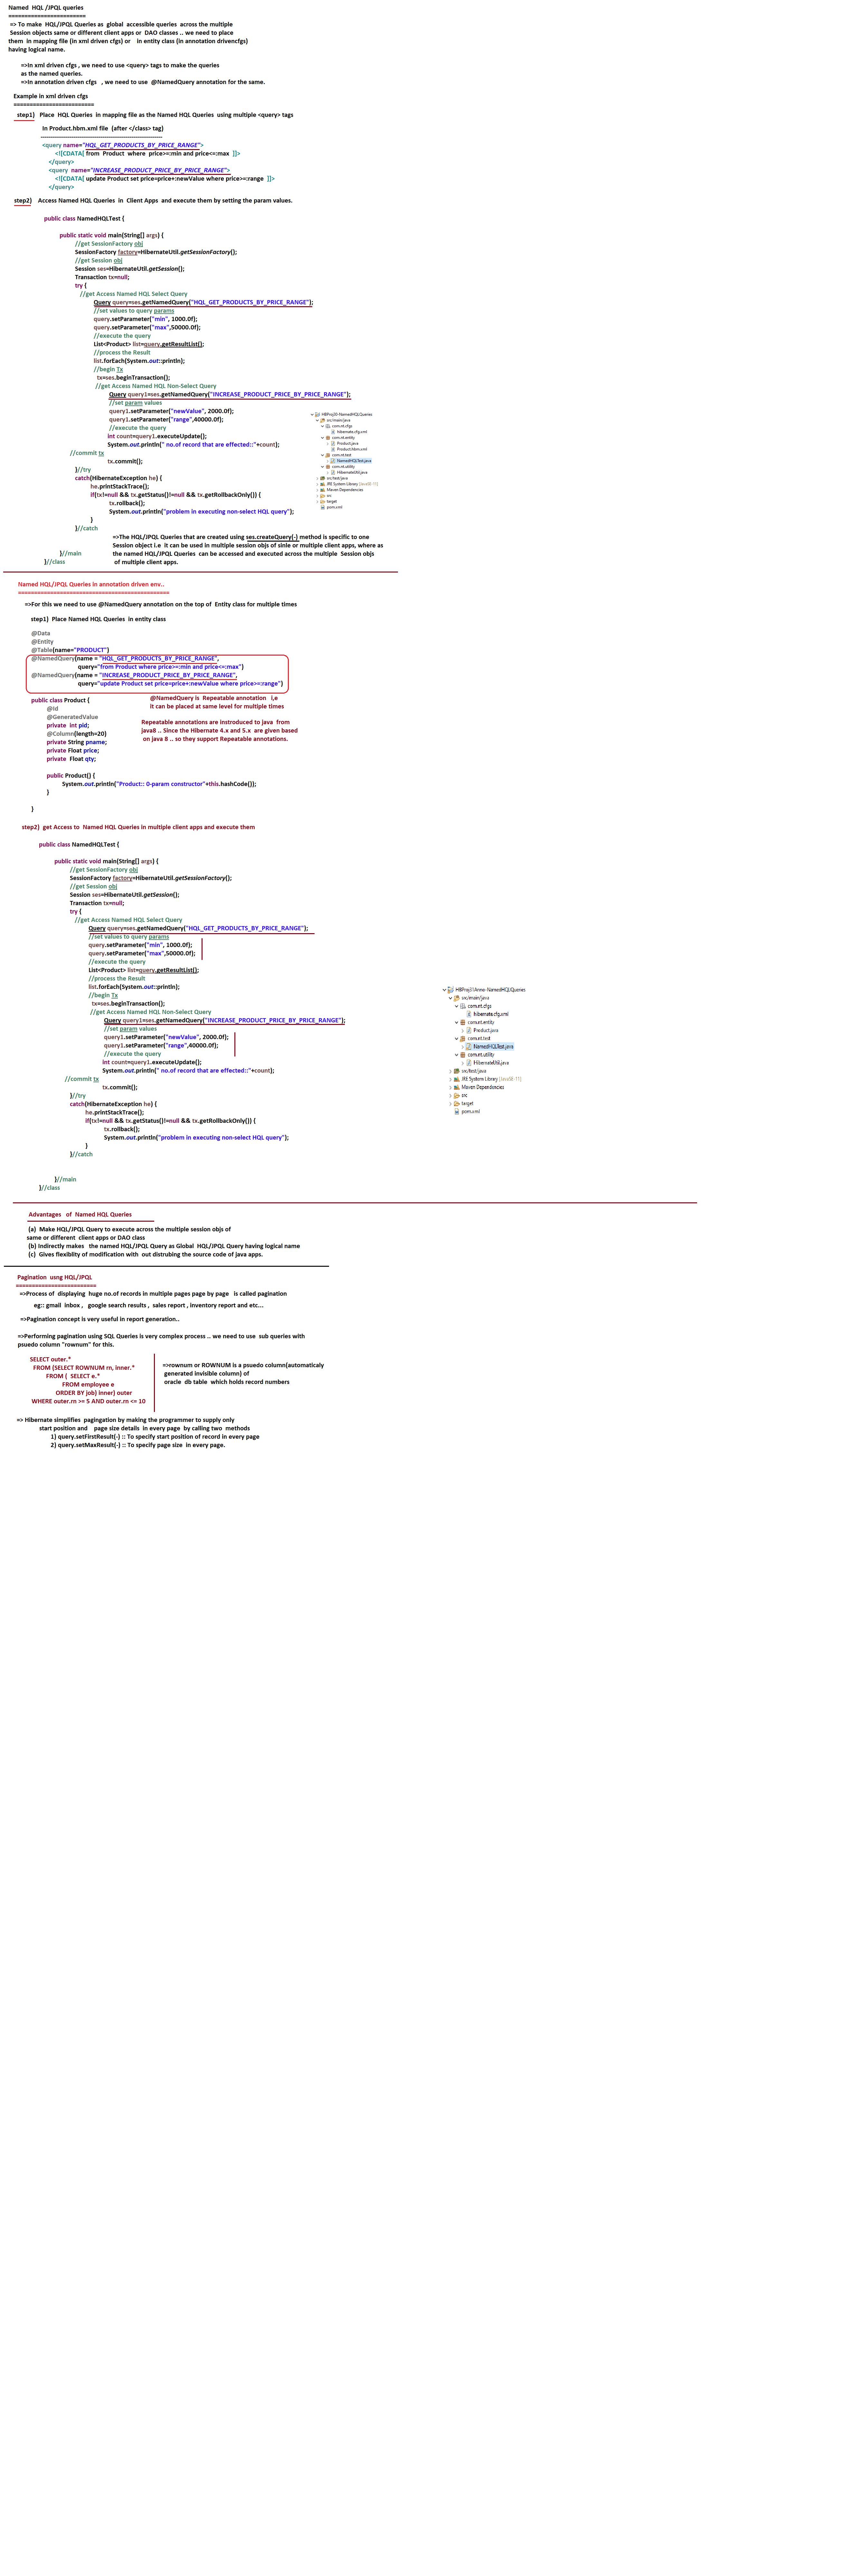 Named  HQL /JPQL queries
========================
=> To make  HQL/JPQL Queries as  global  accessible queries  across the multiple
Session objects same or different client apps or  DAO classes .. we need to place
them  in mapping file (in xml driven cfgs) or    in entity class (in annotation drivencfgs)
having logical name.
=>In xml driven cfgs , we need to use <query> tags to make the queries
as the named queries.
=>In annotation driven cfgs   , we need to use  @NamedQuery annotation for the same.
Example in xml driven cfgs
=========================
step1)   Place  HQL Queries  in mapping file as the Named HQL Queries  using multiple <query> tags
In Product.hbm.xml file  (after </class> tag)
------------------------------------------------------------
<query name="HQL_GET_PRODUCTS_BY_PRICE_RANGE">
<![CDATA[ from  Product  where  price>=:min and price<=:max  ]]>
</query>
<query  name="INCREASE_PRODUCT_PRICE_BY_PRICE_RANGE">
<![CDATA[ update Product set price=price+:newValue where price>=:range  ]]>
</query>
step2)    Access Named HQL Queries  in  Client Apps  and execute them by setting the param values.
public class NamedHQLTest {
public static void main(String[] args) {
//get SessionFactory obj
SessionFactory factory=HibernateUtil.getSessionFactory();
//get Session obj
Session ses=HibernateUtil.getSession();
Transaction tx=null;
try {
//get Access Named HQL Select Query
Query query=ses.getNamedQuery("HQL_GET_PRODUCTS_BY_PRICE_RANGE");
//set values to query params
query.setParameter("min", 1000.0f);
query.setParameter("max",50000.0f);
//execute the query
List<Product> list=query.getResultList();
//process the Result
list.forEach(System.out::println);
//begin Tx
tx=ses.beginTransaction();
//get Access Named HQL Non-Select Query
Query query1=ses.getNamedQuery("INCREASE_PRODUCT_PRICE_BY_PRICE_RANGE");
//set param values
query1.setParameter("newValue", 2000.0f);
query1.setParameter("range",40000.0f);
//execute the query
int count=query1.executeUpdate();
System.out.println(" no.of record that are effected::"+count);
//commit tx
tx.commit();
}//try
catch(HibernateException he) {
he.printStackTrace();
if(tx!=null && tx.getStatus()!=null && tx.getRollbackOnly()) {
tx.rollback();
System.out.println("problem in executing non-select HQL query");
}
}//catch
}//main
}//class
HBProj30-NamedHQLQueries
src/main/java
com.nt.cfgs
hibernate.cfg.xml
com.nt.entity
Product.java
Product.hbm.xml
com.nt.test
NamedHQLTest.java
com.nt.utility
HibernateUtil.java
src/test/java
JRE System Library [JavaSE-11]
Maven Dependencies
src
target
pom.xml
=>The HQL/JPQL Queries that are created using ses.createQuery(-) method is specific to one
Session object i.e  it can be used in multiple session objs of sinle or multiple client apps, where as
the named HQL/JPQL Queries  can be accessed and executed across the multiple  Session objs
of multiple client apps.
Named HQL/JPQL Queries in annotation driven env..
===============================================
=>For this we need to use @NamedQuery annotation on the top of  Entity class for multiple times
step1)  Place Named HQL Queries  in entity class
@Data
@Entity
@Table(name="PRODUCT")
@NamedQuery(name = "HQL_GET_PRODUCTS_BY_PRICE_RANGE",
query="from Product where price>=:min and price<=:max")
@NamedQuery(name = "INCREASE_PRODUCT_PRICE_BY_PRICE_RANGE",
query="update Product set price=price+:newValue where price>=:range")
public class Product {
@Id
@GeneratedValue
private  int pid;
@Column(length=20)
private String pname;
private Float price;
private  Float qty;
public Product() {
System.out.println("Product:: 0-param constructor"+this.hashCode());
}
}
@NamedQuery is  Repeatable annotation   i,e
it can be placed at same level for multiple times
Repeatable annotations are instroduced to java  from
java8 .. Since the Hibernate 4.x and 5.x  are given based
on java 8 .. so they support Repeatable annotations.
step2)  get Access to  Named HQL Queries in multiple client apps and execute them
public class NamedHQLTest {
public static void main(String[] args) {
//get SessionFactory obj
SessionFactory factory=HibernateUtil.getSessionFactory();
//get Session obj
Session ses=HibernateUtil.getSession();
Transaction tx=null;
try {
//get Access Named HQL Select Query
Query query=ses.getNamedQuery("HQL_GET_PRODUCTS_BY_PRICE_RANGE");
//set values to query params
query.setParameter("min", 1000.0f);
query.setParameter("max",50000.0f);
//execute the query
List<Product> list=query.getResultList();
//process the Result
list.forEach(System.out::println);
//begin Tx
tx=ses.beginTransaction();
//get Access Named HQL Non-Select Query
Query query1=ses.getNamedQuery("INCREASE_PRODUCT_PRICE_BY_PRICE_RANGE");
//set param values
query1.setParameter("newValue", 2000.0f);
query1.setParameter("range",40000.0f);
//execute the query
int count=query1.executeUpdate();
System.out.println(" no.of record that are effected::"+count);
//commit tx
tx.commit();
}//try
catch(HibernateException he) {
he.printStackTrace();
if(tx!=null && tx.getStatus()!=null && tx.getRollbackOnly()) {
tx.rollback();
System.out.println("problem in executing non-select HQL query");
}
}//catch
}//main
}//class
HBProj31Anno-NamedHQLQueries
src/main/java
com.nt.cfgs
hibernate.cfg.xml
com.nt.entity
Product.java
com.nt.test
NamedHQLTest.java
com.nt.utility
HibernateUtil.java
src/test/java
JRE System Library [JavaSE-11]
Maven Dependencies
src
target
pom.xml
Advantages   of  Named HQL Queries
(a)  Make HQL/JPQL Query to execute across the multiple session objs of
same or different  client apps or DAO class
(b) Indirectly makes   the named HQL/JPQL Query as Global  HQL/JPQL Query having logical name
(c)  Gives flexiblity of modification with  out distrubing the source code of java apps.
Pagination  usng HQL/JPQL
=========================
=>Process of  displaying  huge no.of records in multiple pages page by page   is called pagination
eg:: gmail  inbox ,   google search results ,  sales report , inventory report and etc...
=>Pagination concept is very useful in report generation..
=>Performing pagination using SQL Queries is very complex process .. we need to use  sub queries with
psuedo column "rownum" for this.
SELECT outer.*
FROM (SELECT ROWNUM rn, inner.*
FROM (  SELECT e.*
FROM employee e
ORDER BY job) inner) outer
WHERE outer.rn >= 5 AND outer.rn <= 10
=>rownum or ROWNUM is a psuedo column(automaticaly
generated invisible column) of
oracle  db table  which holds record numbers
=> Hibernate simplifies  pagingation by making the programmer to supply only
start position and    page size details  in every page  by calling two  methods
1) query.setFirstResult(-) :: To specify start position of record in every page
2) query.setMaxResult(-) :: To specify page size  in every page.